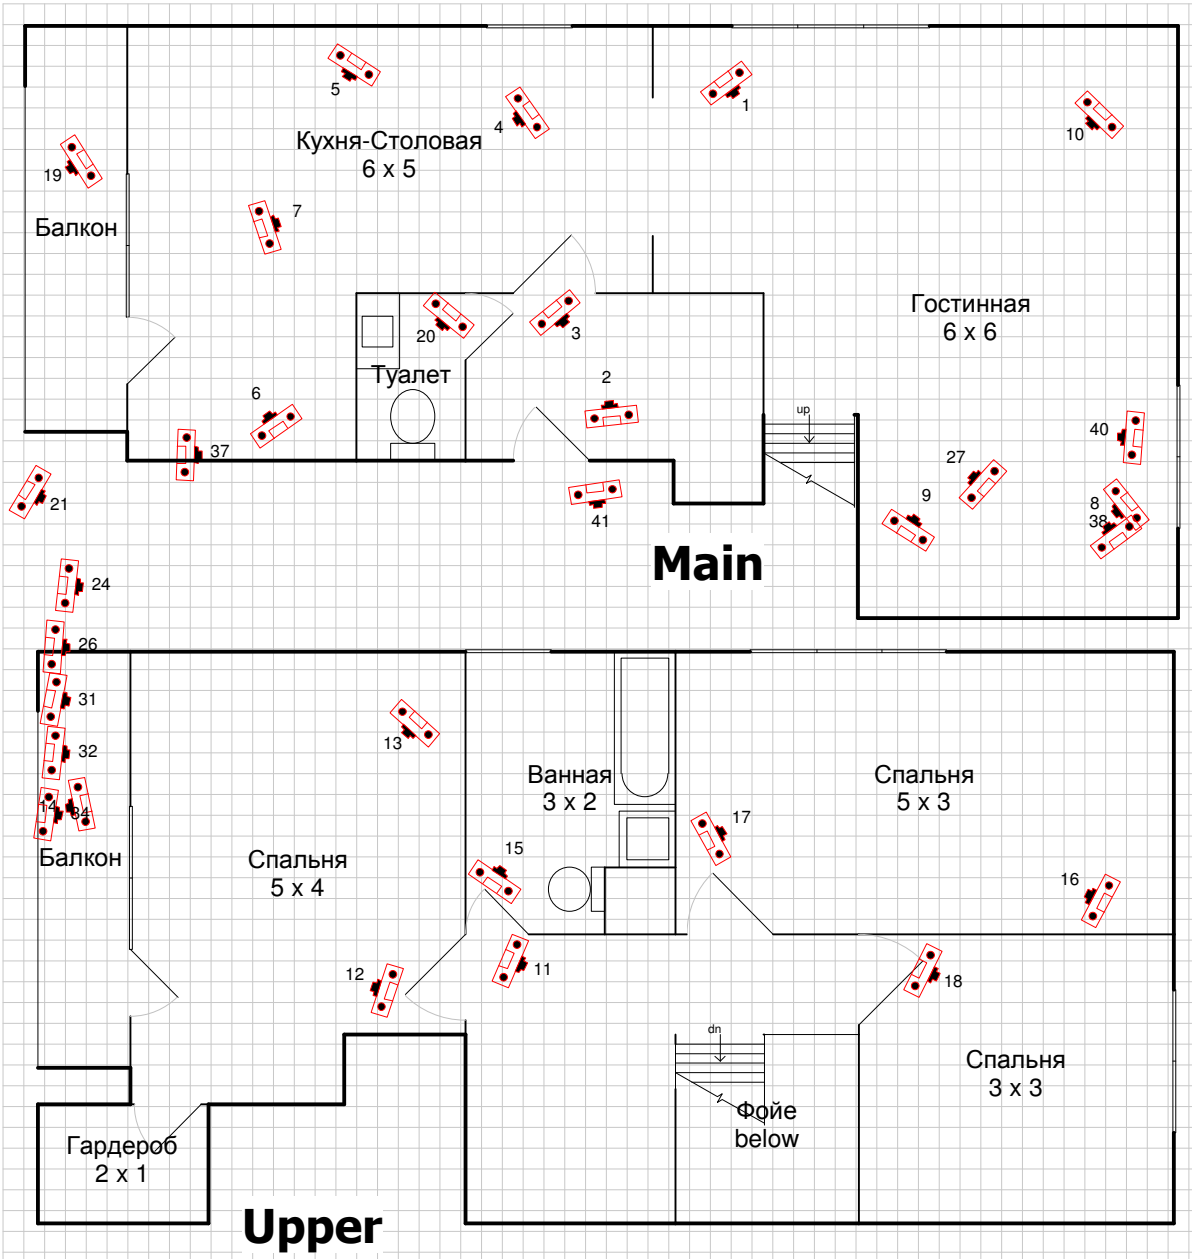 5
1
4
10
Кухня-Столовая
6 x 5
19
7
Балкон
Гостинная
6 x 6
20
3
Туалет
2
6
up
37
40
27
21
9
8
41
38
Main
24
26
31
13
32
Ванная
3 x 2
Спальня
5 x 3
14
34
17
Балкон
Спальня
5 x 4
15
16
12
11
18
dn
Спальня
3 x 3
Фойе
below
Гардероб
2 x 1
Upper